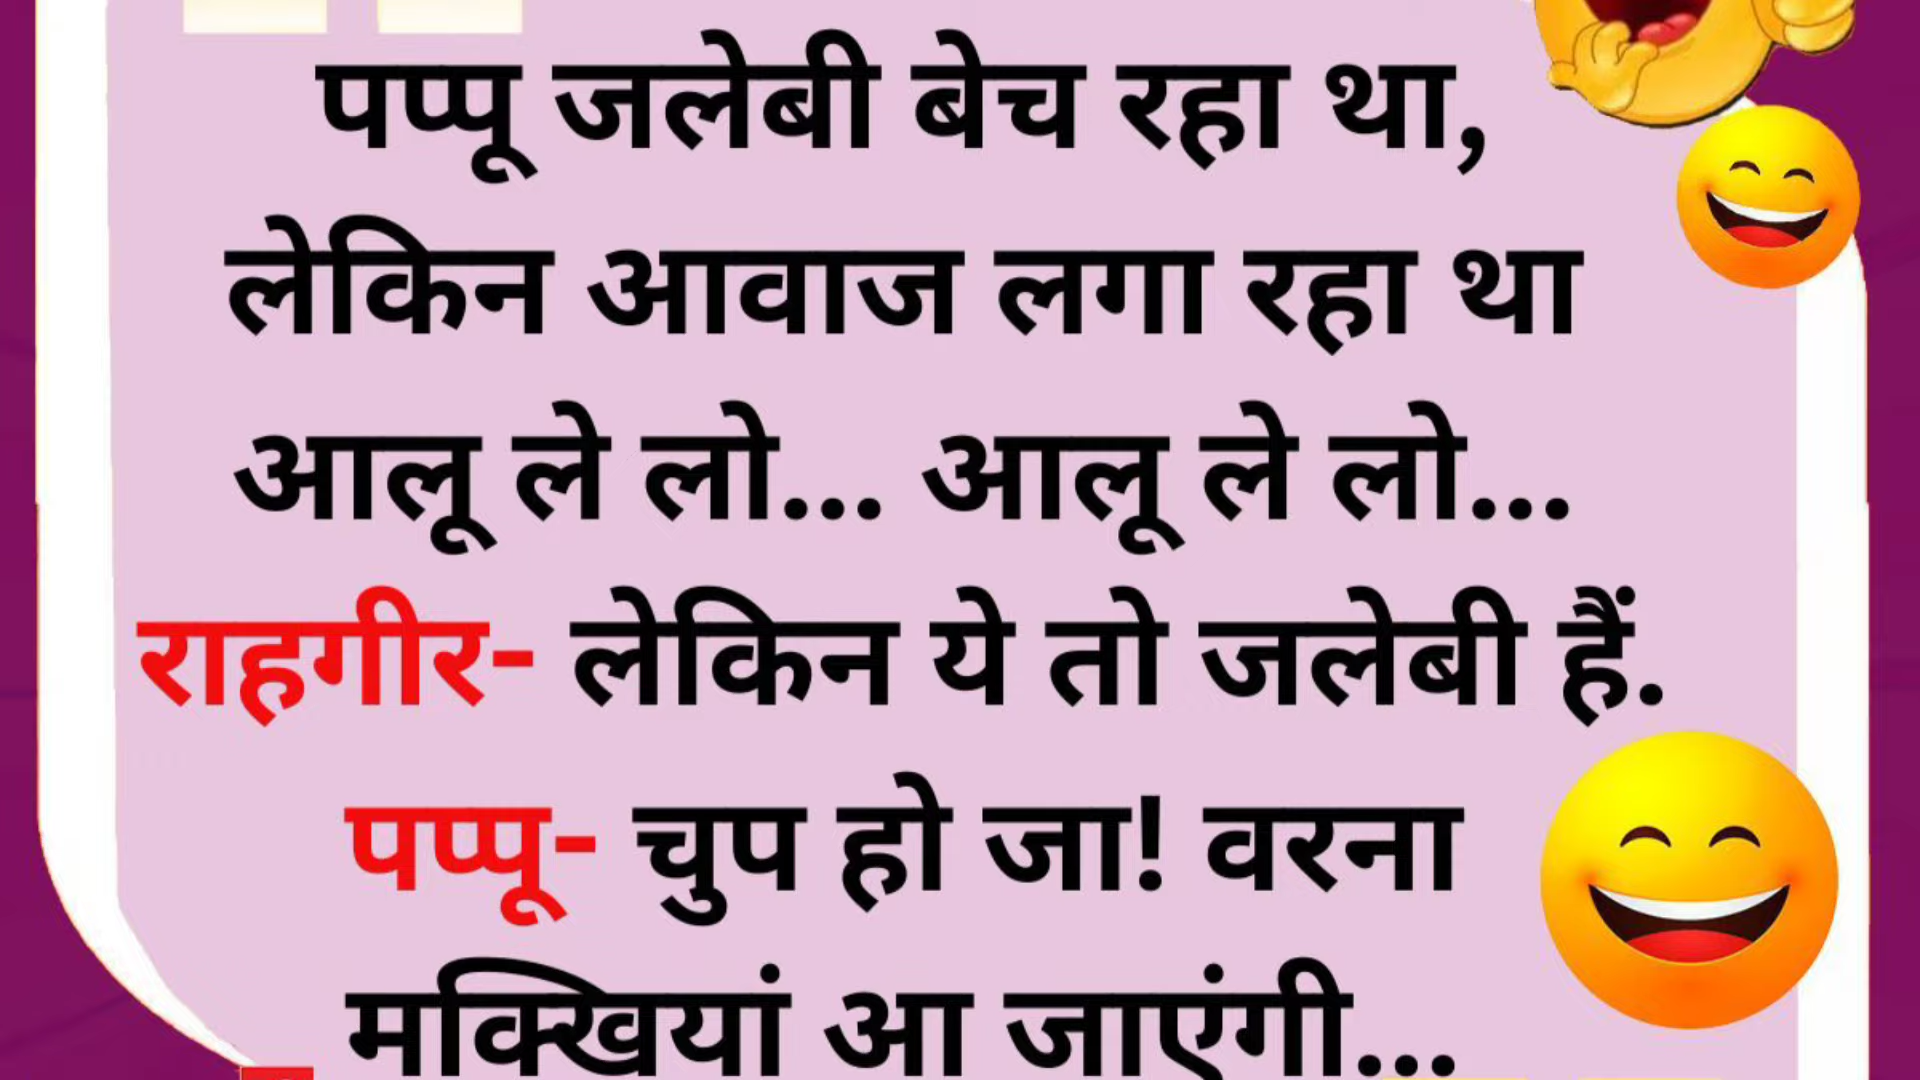 पप्पू जलेबी बेच रहा था,
लेकिन आवाज लगा रहा था
आलू ले लो... आलू ले लो...
राहगीर- लेकिन ये तो जलेबी हैं.
पप्पू- चुप हो जा! वरना
मक्खियां आ जाएंगी...